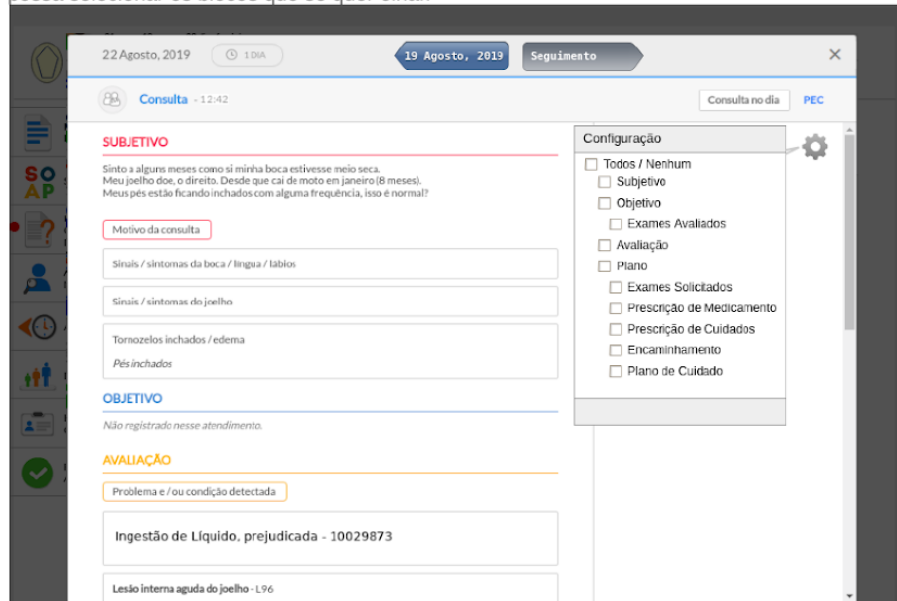 22 Agosto, 2019
1 DIA
19 Agosto, 2019
Seguimento
Consulta - 12:42
Consulta no dia
PEC
SUBJETIVO
Sinto a alguns meses como si minha boca estivesse meio seca.
Meu joelho doe, o direito. Desde que cai de moto em janeiro (8 meses).
Meus pés estão ficando inchados com alguma frequência, isso é normal?
Motivo da consulta
Sinais / sintomas da boca / língua / lábios
Sinais / sintomas do joelho
Tornozelos inchados / edema
Pés inchados
OBJETIVO
Não registrado nesse atendimento.
AVALIAÇÃO
Problema e / ou condição detectada
Ingestão de Líquido, prejudicada - 10029873
Lesão interna aguda do joelho - L96
Configuração
Todos / Nenhum
Subjetivo
Objetivo
Exames Avaliados
Avaliação
Plano
Exames Solicitados
Prescrição de Medicamento
Prescrição de Cuidados
Encaminhamento
Plano de Cuidado
SO
AP